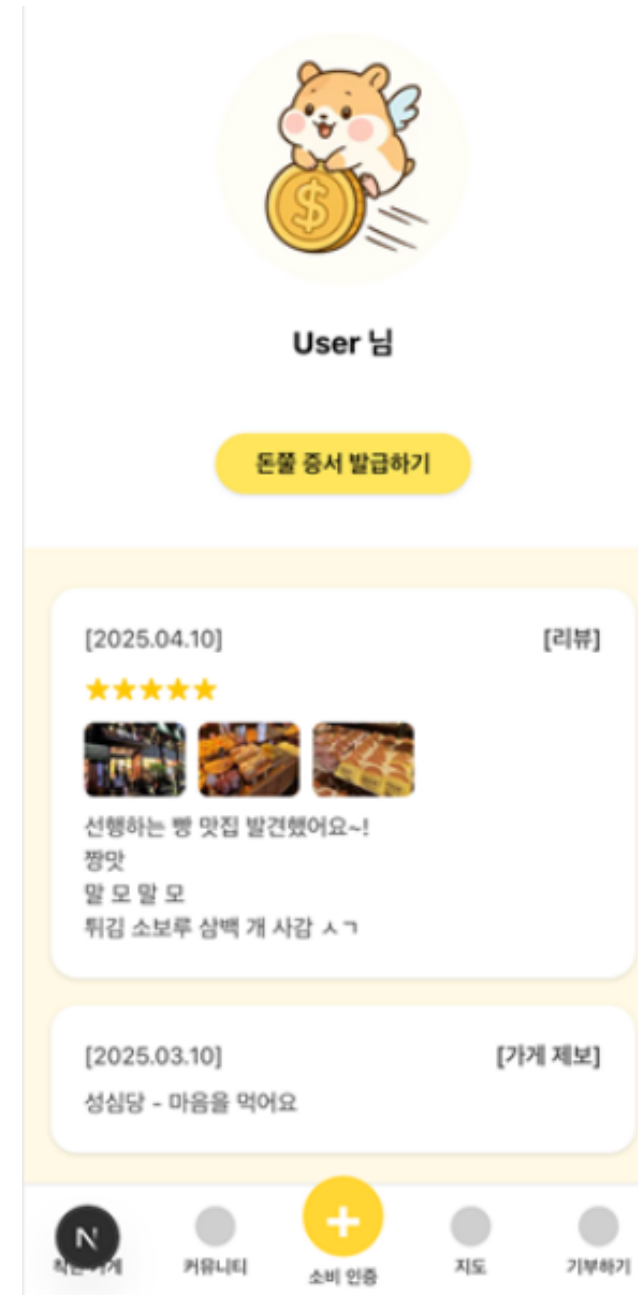 $
User 님
돈쭐 증서 발급하기
[2025.04.10] [리뷰]
선행하는 빵 맛집 발견했어요~!
짱맛
말 모 말 모
튀김 소보루 삼백 개 사감 ㅅㄱ
[2025.03.10] [가게 제보]
성심당 - 마음을 먹어요
N
가게 커뮤니티 소비 인증 지도 기부하기